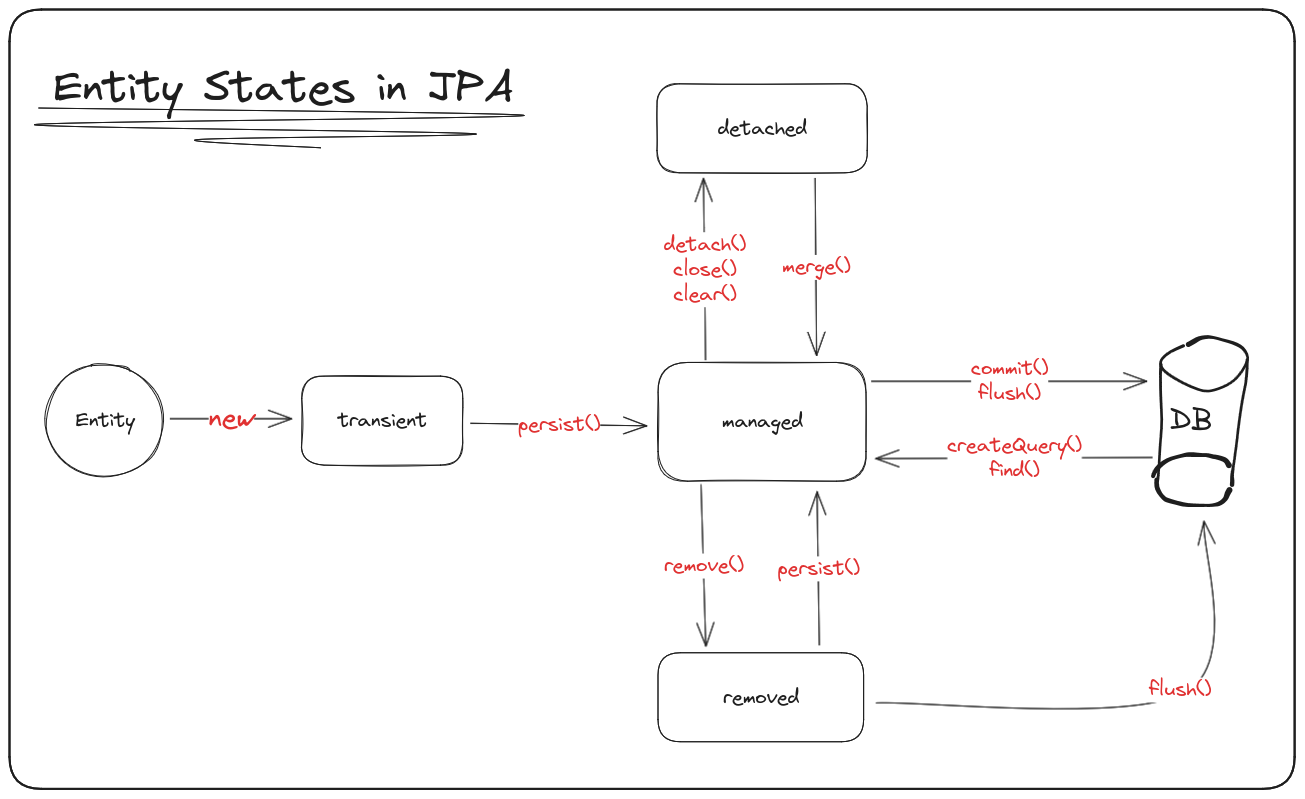 Entity States in JPA
detached
detach()
close()
clear()
merge()
Entity
new
transient
persist()
managed
commit()
flush()
createQuery()
find()
DB
remove()
persist()
removed
flush()